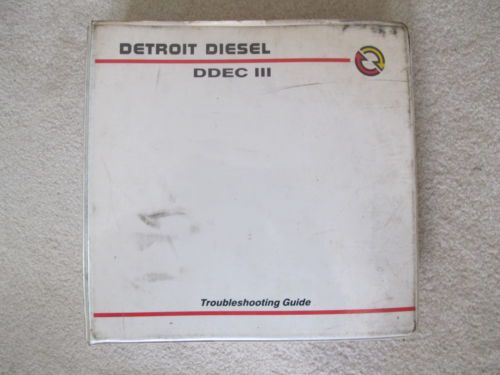 DETROIT DIESEL
DDEC III
Troubleshooting Guide